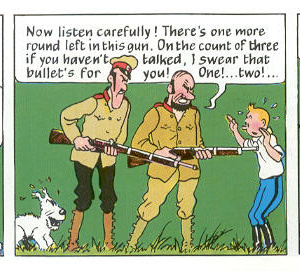 Now listen carefully! There's one more
round left in this gun. On the count of three
if you haven't talked, I swear that
bullet's for you! One!...two!...